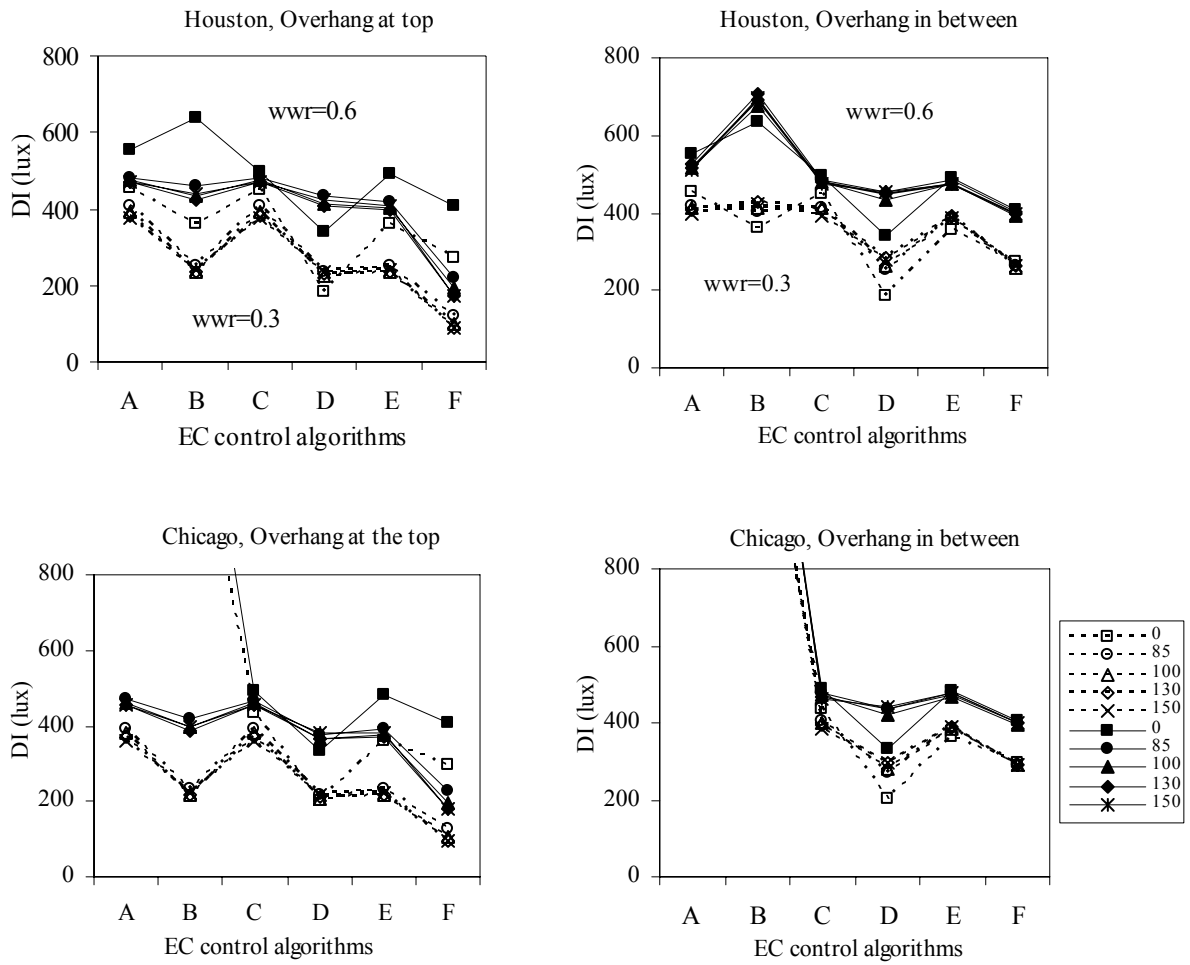 Houston, Overhang at top
800
600
400
200
0
DI (lux)
wwr=0.6
wwr=0.3
A B C D E F
EC control algorithms
Houston, Overhang in between
800
600
400
200
0
DI (lux)
wwr=0.6
wwr=0.3
A B C D E F
EC control algorithms
Chicago, Overhang at the top
800
600
400
200
0
DI (lux)
A B C D E F
EC control algorithms
Chicago, Overhang in between
800
600
400
200
0
DI (lux)
A B C D E F
EC control algorithms
0
85
100
130
150
0
85
100
130
150